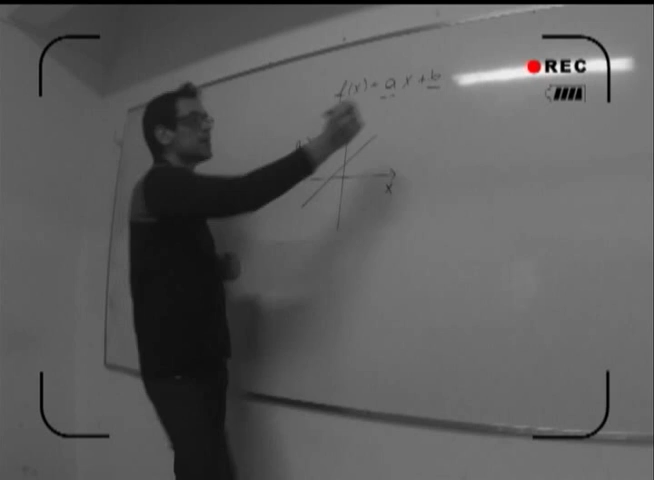 f(x) = a x + b
REC
x